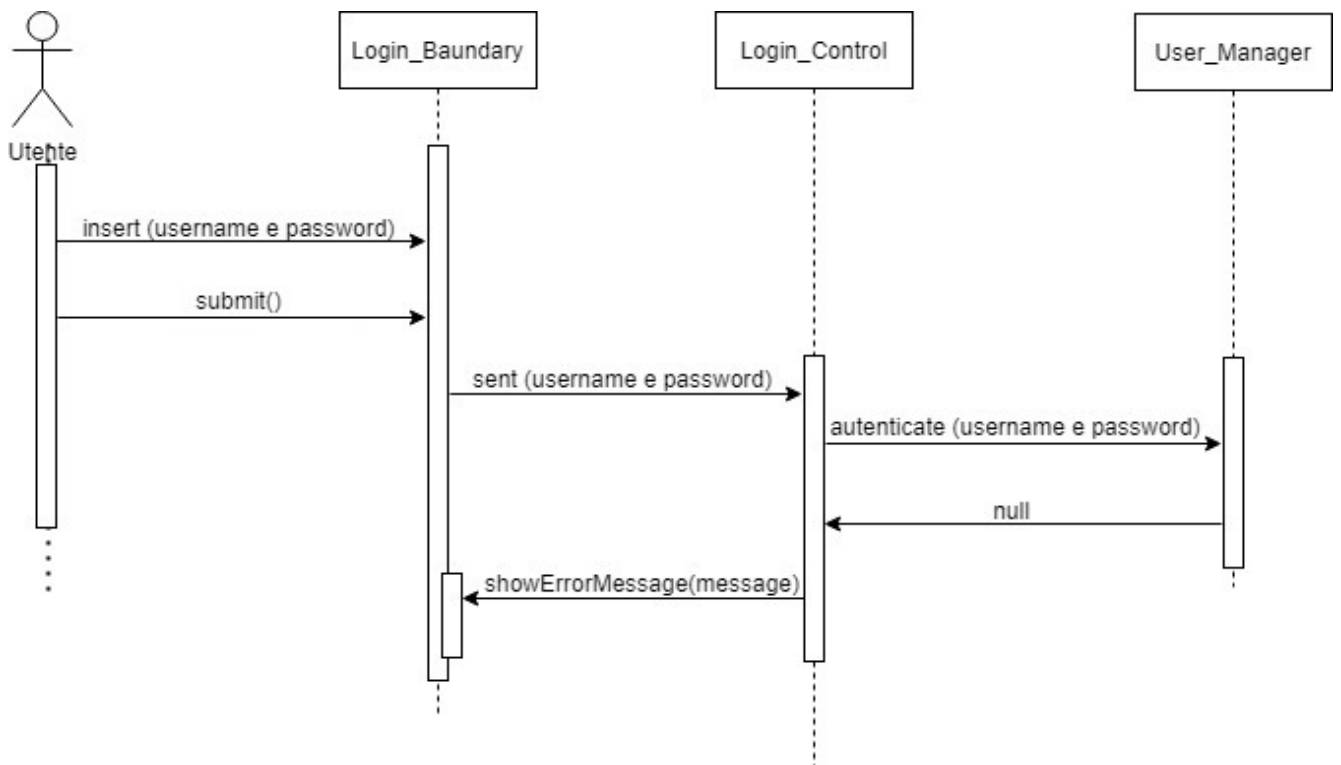 Login_Baundary
Login_Control
User_Manager
Utente
insert (username e password)
submit()
sent (username e password)
autenticate (username e password)
null
showErrorMessage(message)